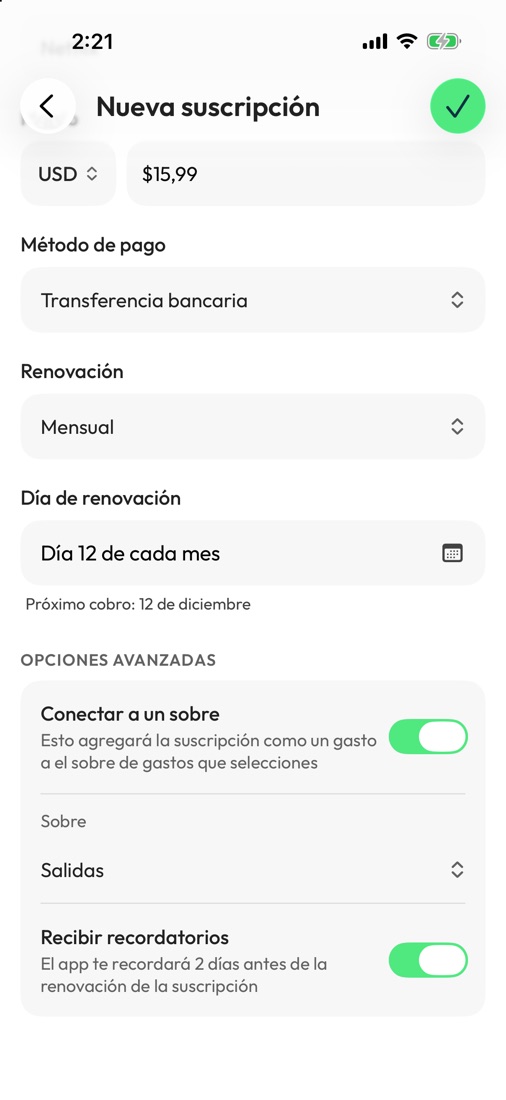 2:21
Nueva suscripción
USD
$15,99
Método de pago
Transferencia bancaria
Renovación
Mensual
Día de renovación
Día 12 de cada mes
Próximo cobro: 12 de diciembre
OPCIONES AVANZADAS
Conectar a un sobre
Esto agregará la suscripción como un gasto
a el sobre de gastos que selecciones
Sobre
Salidas
Recibir recordatorios
El app te recordará 2 días antes de la
renovación de la suscripción